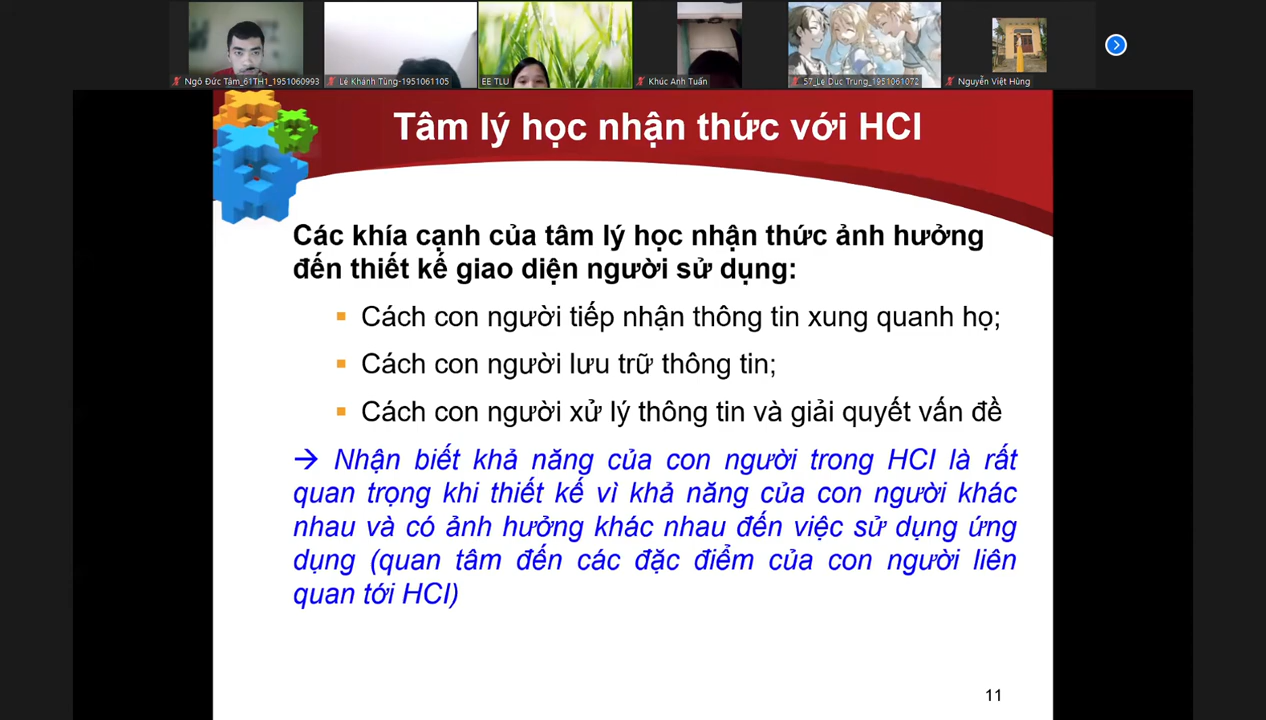 Ngô Đức Tâm_61TH1_1951060993
Lê Khánh Tùng-1951061105
EE TLU
Khúc Anh Tuấn
57_Le Duc Trung_1951061072
Nguyễn Việt Hùng
Tâm lý học nhận thức với HCI
Các khía cạnh của tâm lý học nhận thức ảnh hưởng
đến thiết kế giao diện người sử dụng:
Cách con người tiếp nhận thông tin xung quanh họ;
Cách con người lưu trữ thông tin;
Cách con người xử lý thông tin và giải quyết vấn đề
→ Nhận biết khả năng của con người trong HCI là rất
quan trọng khi thiết kế vì khả năng của con người khác
nhau và có ảnh hưởng khác nhau đến việc sử dụng ứng
dụng (quan tâm đến các đặc điểm của con người liên
quan tới HCI)
11